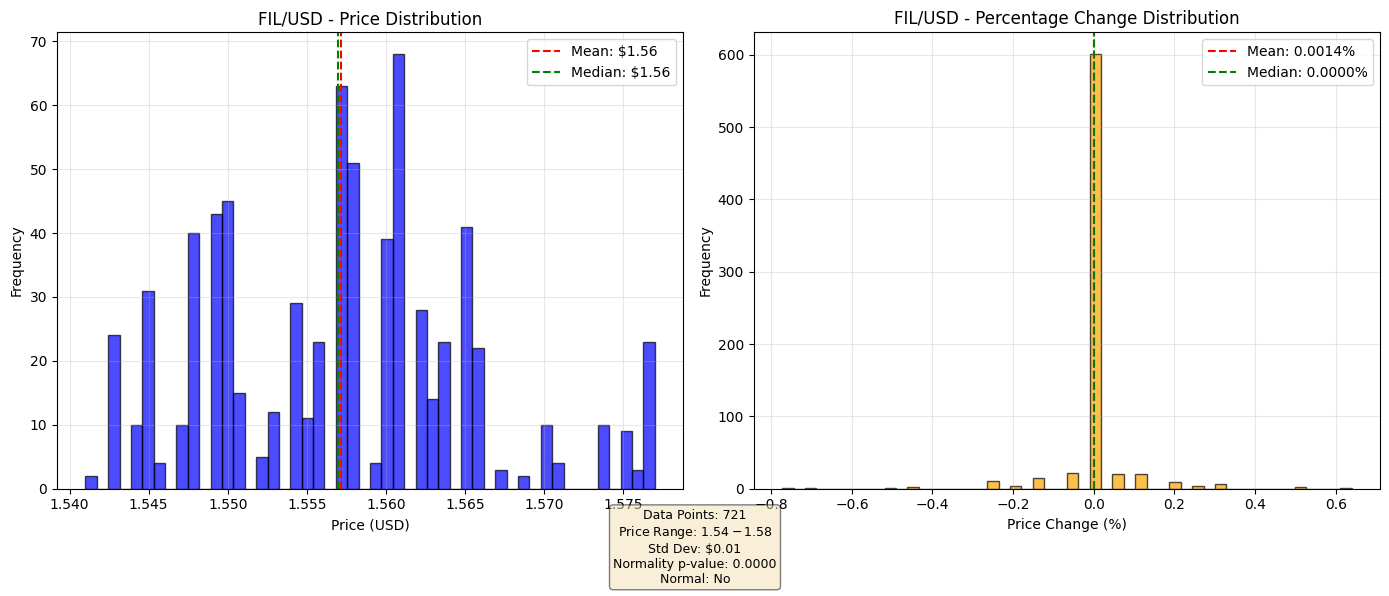 FIL/USD - Price Distribution
Mean: $1.56
Median: $1.56
Frequency
70
60
50
40
30
20
10
0
1.540 1.545 1.550 1.555 1.560 1.565 1.570 1.575
Price (USD)
FIL/USD - Percentage Change Distribution
Mean: 0.0014%
Median: 0.0000%
Frequency
600
500
400
300
200
100
0
−0.8 −0.6 −0.4 −0.2 0.0 0.2 0.4 0.6
Price Change (%)
Data Points: 721
Price Range: 1.54 − 1.58
Std Dev: $0.01
Normality p-value: 0.0000
Normal: No